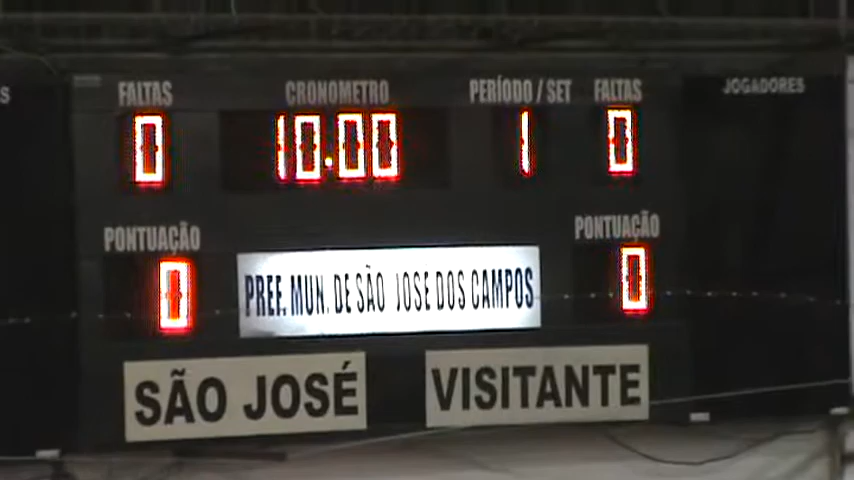 FALTAS CRONOMETRO PERÍODO / SET FALTAS JOGADORES
0 10.00 1 0
PONTUAÇÃO PONTUAÇÃO
0 0
PREF. MUN. DE SÃO JOSE DOS CAMPOS
SÃO JOSÉ VISITANTE